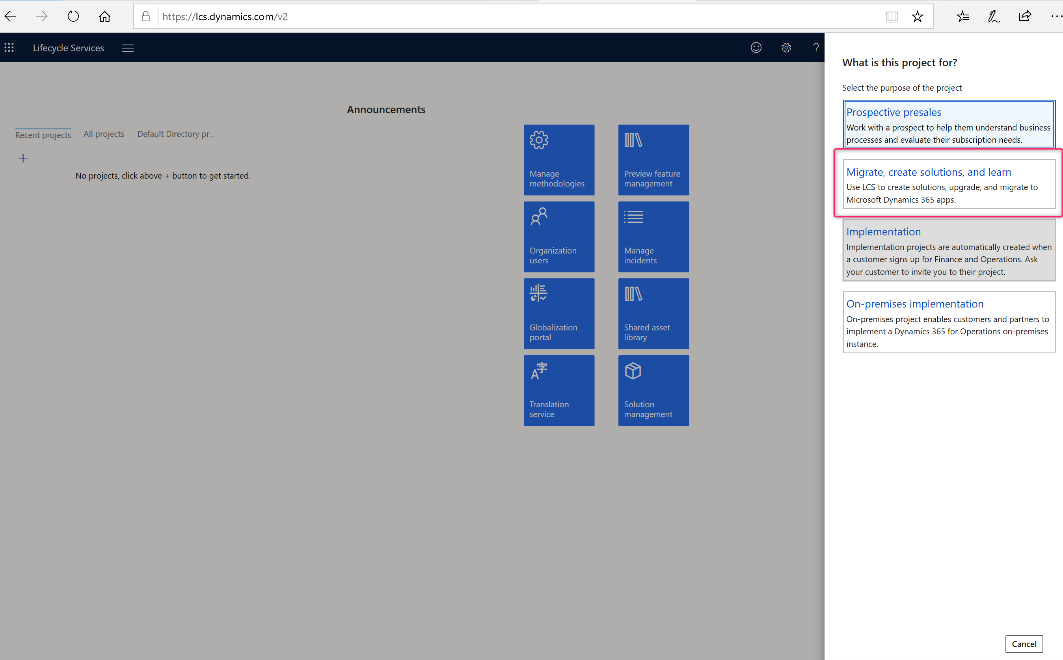 https://lcs.dynamics.com/v2
Lifecycle Services
?
Announcements
Recent projects
All projects
Default Directory pr...
+
No projects, click above + button to get started.
Manage
methodologies
Preview feature
management
Organization
users
Manage
incidents
Globalization
portal
Shared asset
library
A字
Translation
service
Solution
management
What is this project for?
Select the purpose of the project
Prospective presales
Work with a prospect to help them understand business
processes and evaluate their subscription needs.
Migrate, create solutions, and learn
Use LCS to create solutions, upgrade, and migrate to
Microsoft Dynamics 365 apps.
Implementation
Implementation projects are automatically created when
a customer signs up for Finance and Operations. Ask
your customer to invite you to their project.
On-premises implementation
On-premises project enables customers and partners to
implement a Dynamics 365 for Operations on-premises
instance.
Cancel